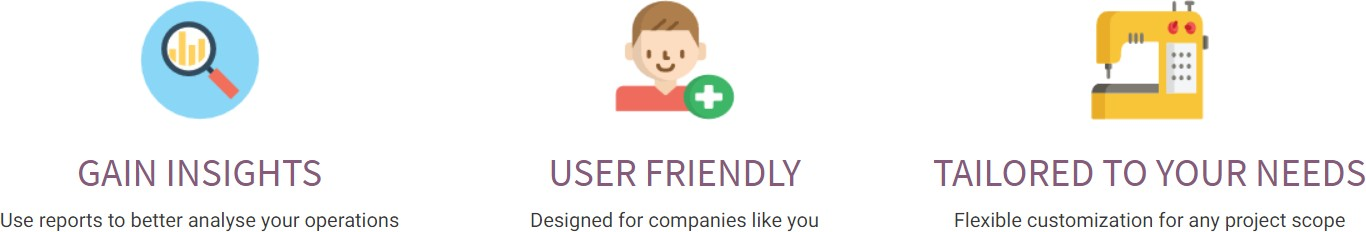 GAIN INSIGHTS
Use reports to better analyse your operations
USER FRIENDLY
Designed for companies like you
TAILORED TO YOUR NEEDS
Flexible customization for any project scope